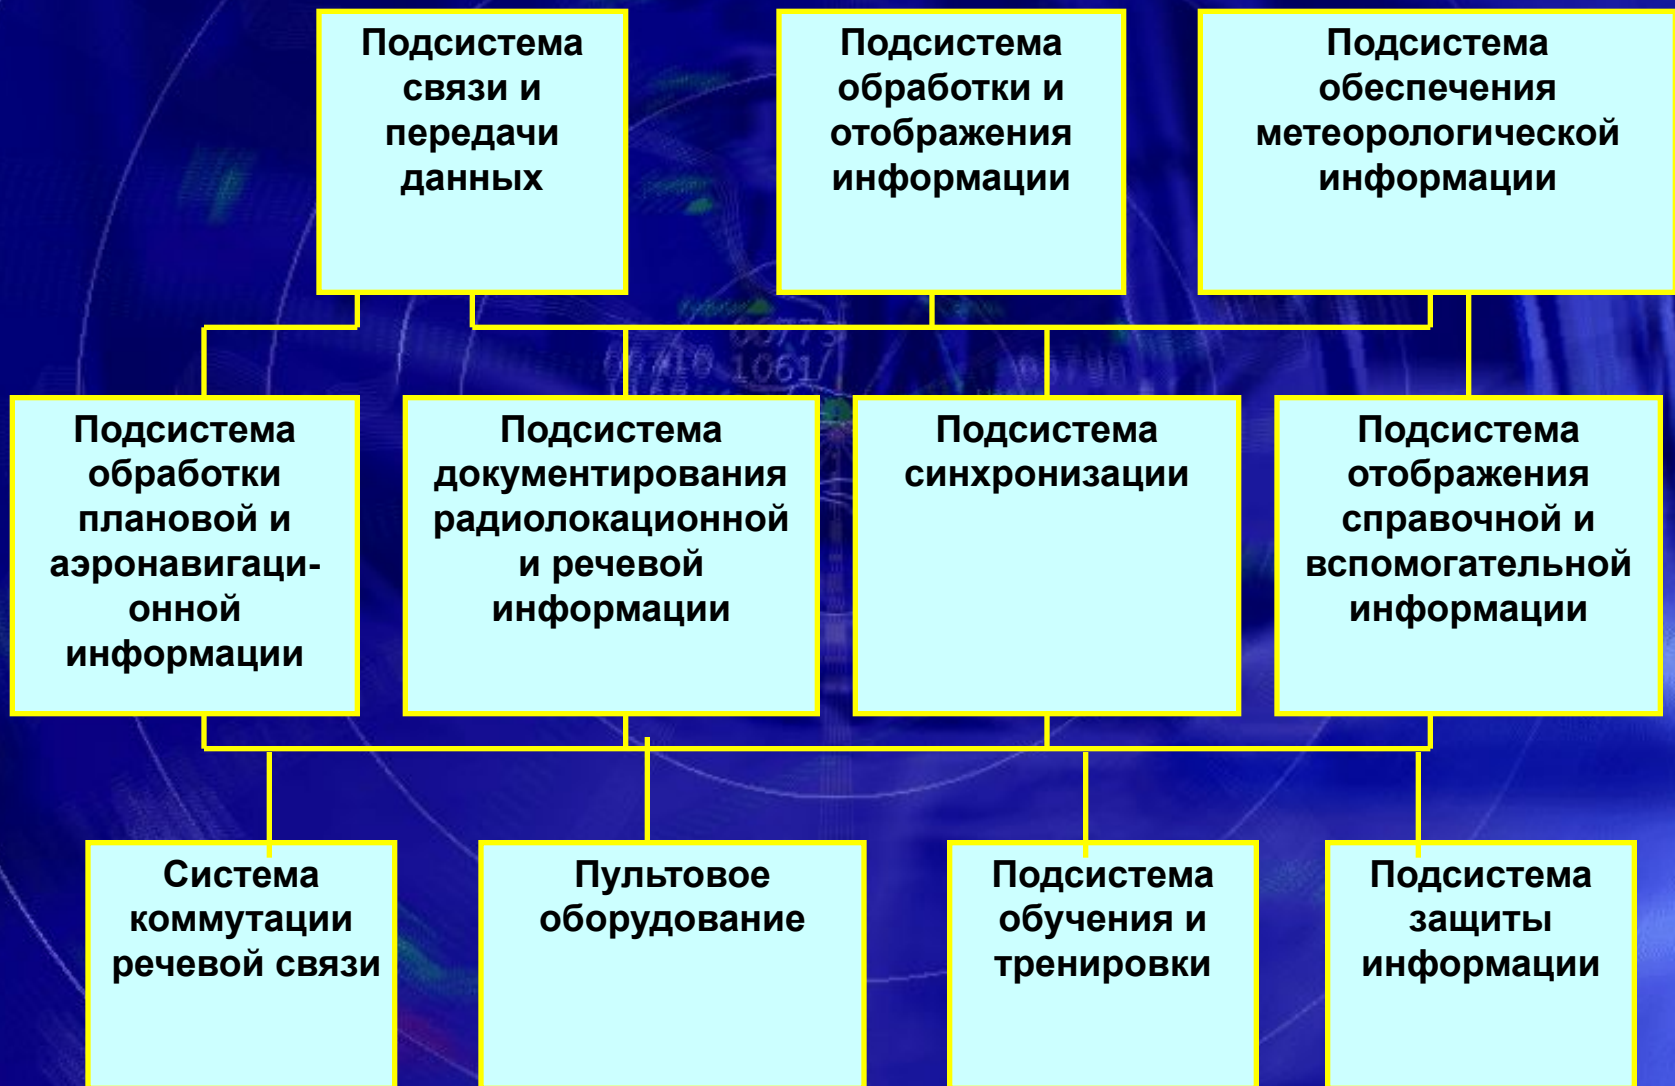 Подсистема
связи и
передачи
данных
Подсистема
обработки и
отображения
информации
Подсистема
обеспечения
метеорологической
информации
1061/
Подсистема
обработки
плановой и
аэронавигаци-
онной
информации
Подсистема
документирования
радиолокационной
и речевой
информации
Подсистема
синхронизации
Подсистема
отображения
справочной и
вспомогательной
информации
Система
коммутации
речевой связи
Пультовое
оборудование
Подсистема
обучения и
тренировки
Подсистема
защиты
информации